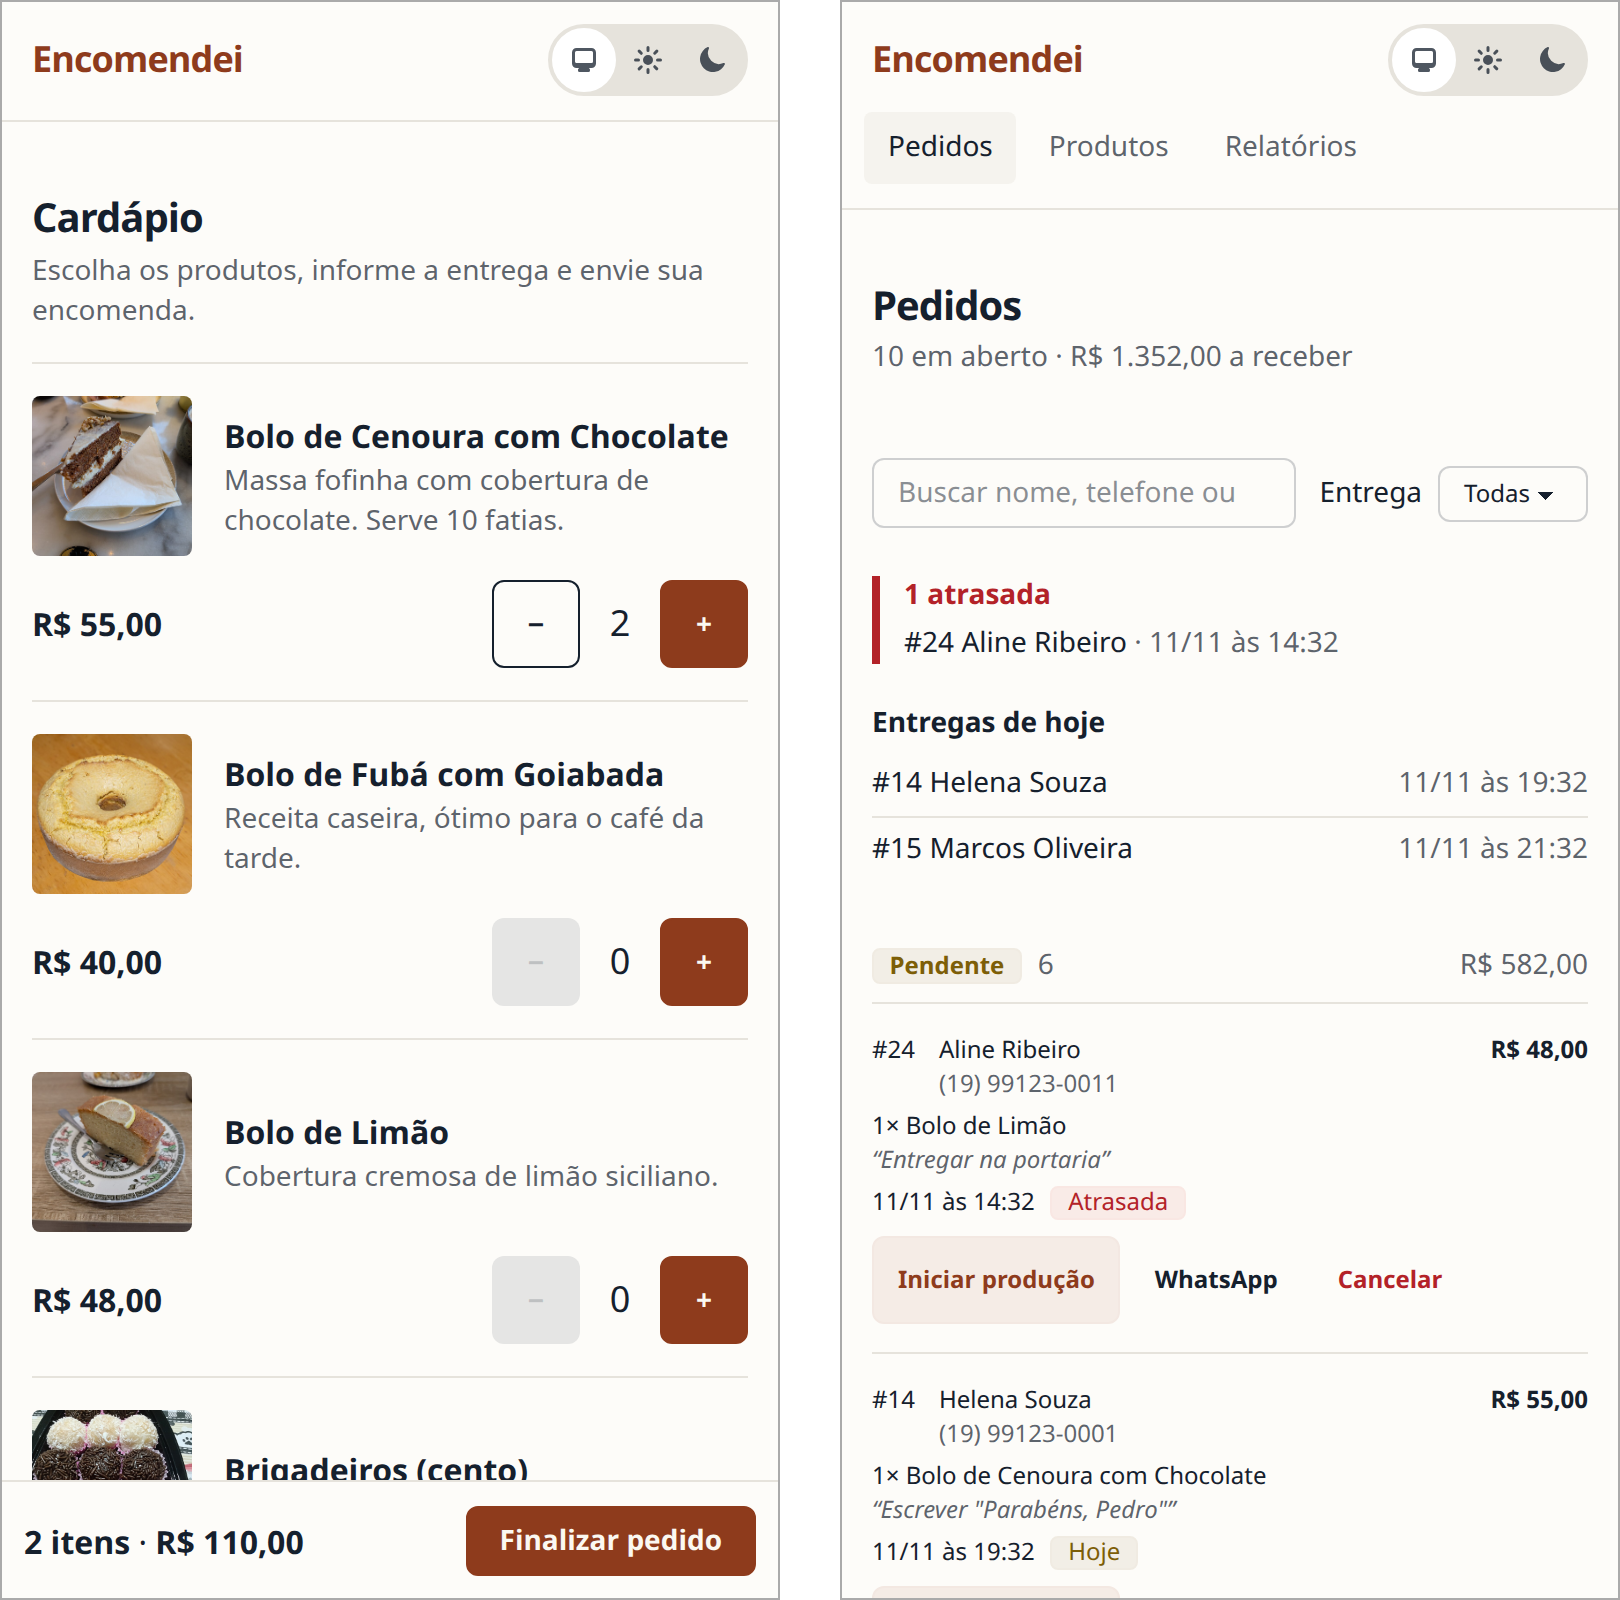 Encomendei
Cardápio
Escolha os produtos, informe a entrega e envie sua
encomenda.
Bolo de Cenoura com Chocolate
Massa fofinha com cobertura de
chocolate. Serve 10 fatias.
R$ 55,00
− 2 +
Bolo de Fubá com Goiabada
Receita caseira, ótimo para o café da
tarde.
R$ 40,00
− 0 +
Bolo de Limão
Cobertura cremosa de limão siciliano.
R$ 48,00
− 0 +
Brigadeiros (cento)
2 itens · R$ 110,00
Finalizar pedido
Encomendei
Pedidos Produtos Relatórios
Pedidos
10 em aberto · R$ 1.352,00 a receber
Buscar nome, telefone ou
Entrega Todas
1 atrasada
#24 Aline Ribeiro · 11/11 às 14:32
Entregas de hoje
#14 Helena Souza 11/11 às 19:32
#15 Marcos Oliveira 11/11 às 21:32
Pendente 6 R$ 582,00
#24 Aline Ribeiro R$ 48,00
(19) 99123-0011
1× Bolo de Limão
“Entregar na portaria”
11/11 às 14:32 Atrasada
Iniciar produção WhatsApp Cancelar
#14 Helena Souza R$ 55,00
(19) 99123-0001
1× Bolo de Cenoura com Chocolate
“Escrever "Parabéns, Pedro"”
11/11 às 19:32 Hoje